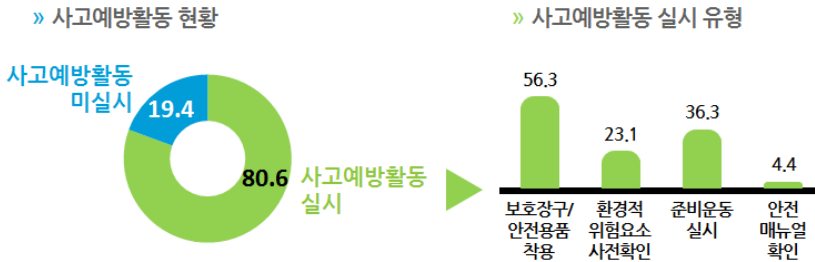 » 사고예방활동 현황
사고예방활동
미실시
19.4
80.6
사고예방활동
실시
» 사고예방활동 실시 유형
56.3
23.1
36.3
4.4
보호장구/
안전용품
착용
환경적
위험요소
사전확인
준비운동
실시
안전
매뉴얼
확인